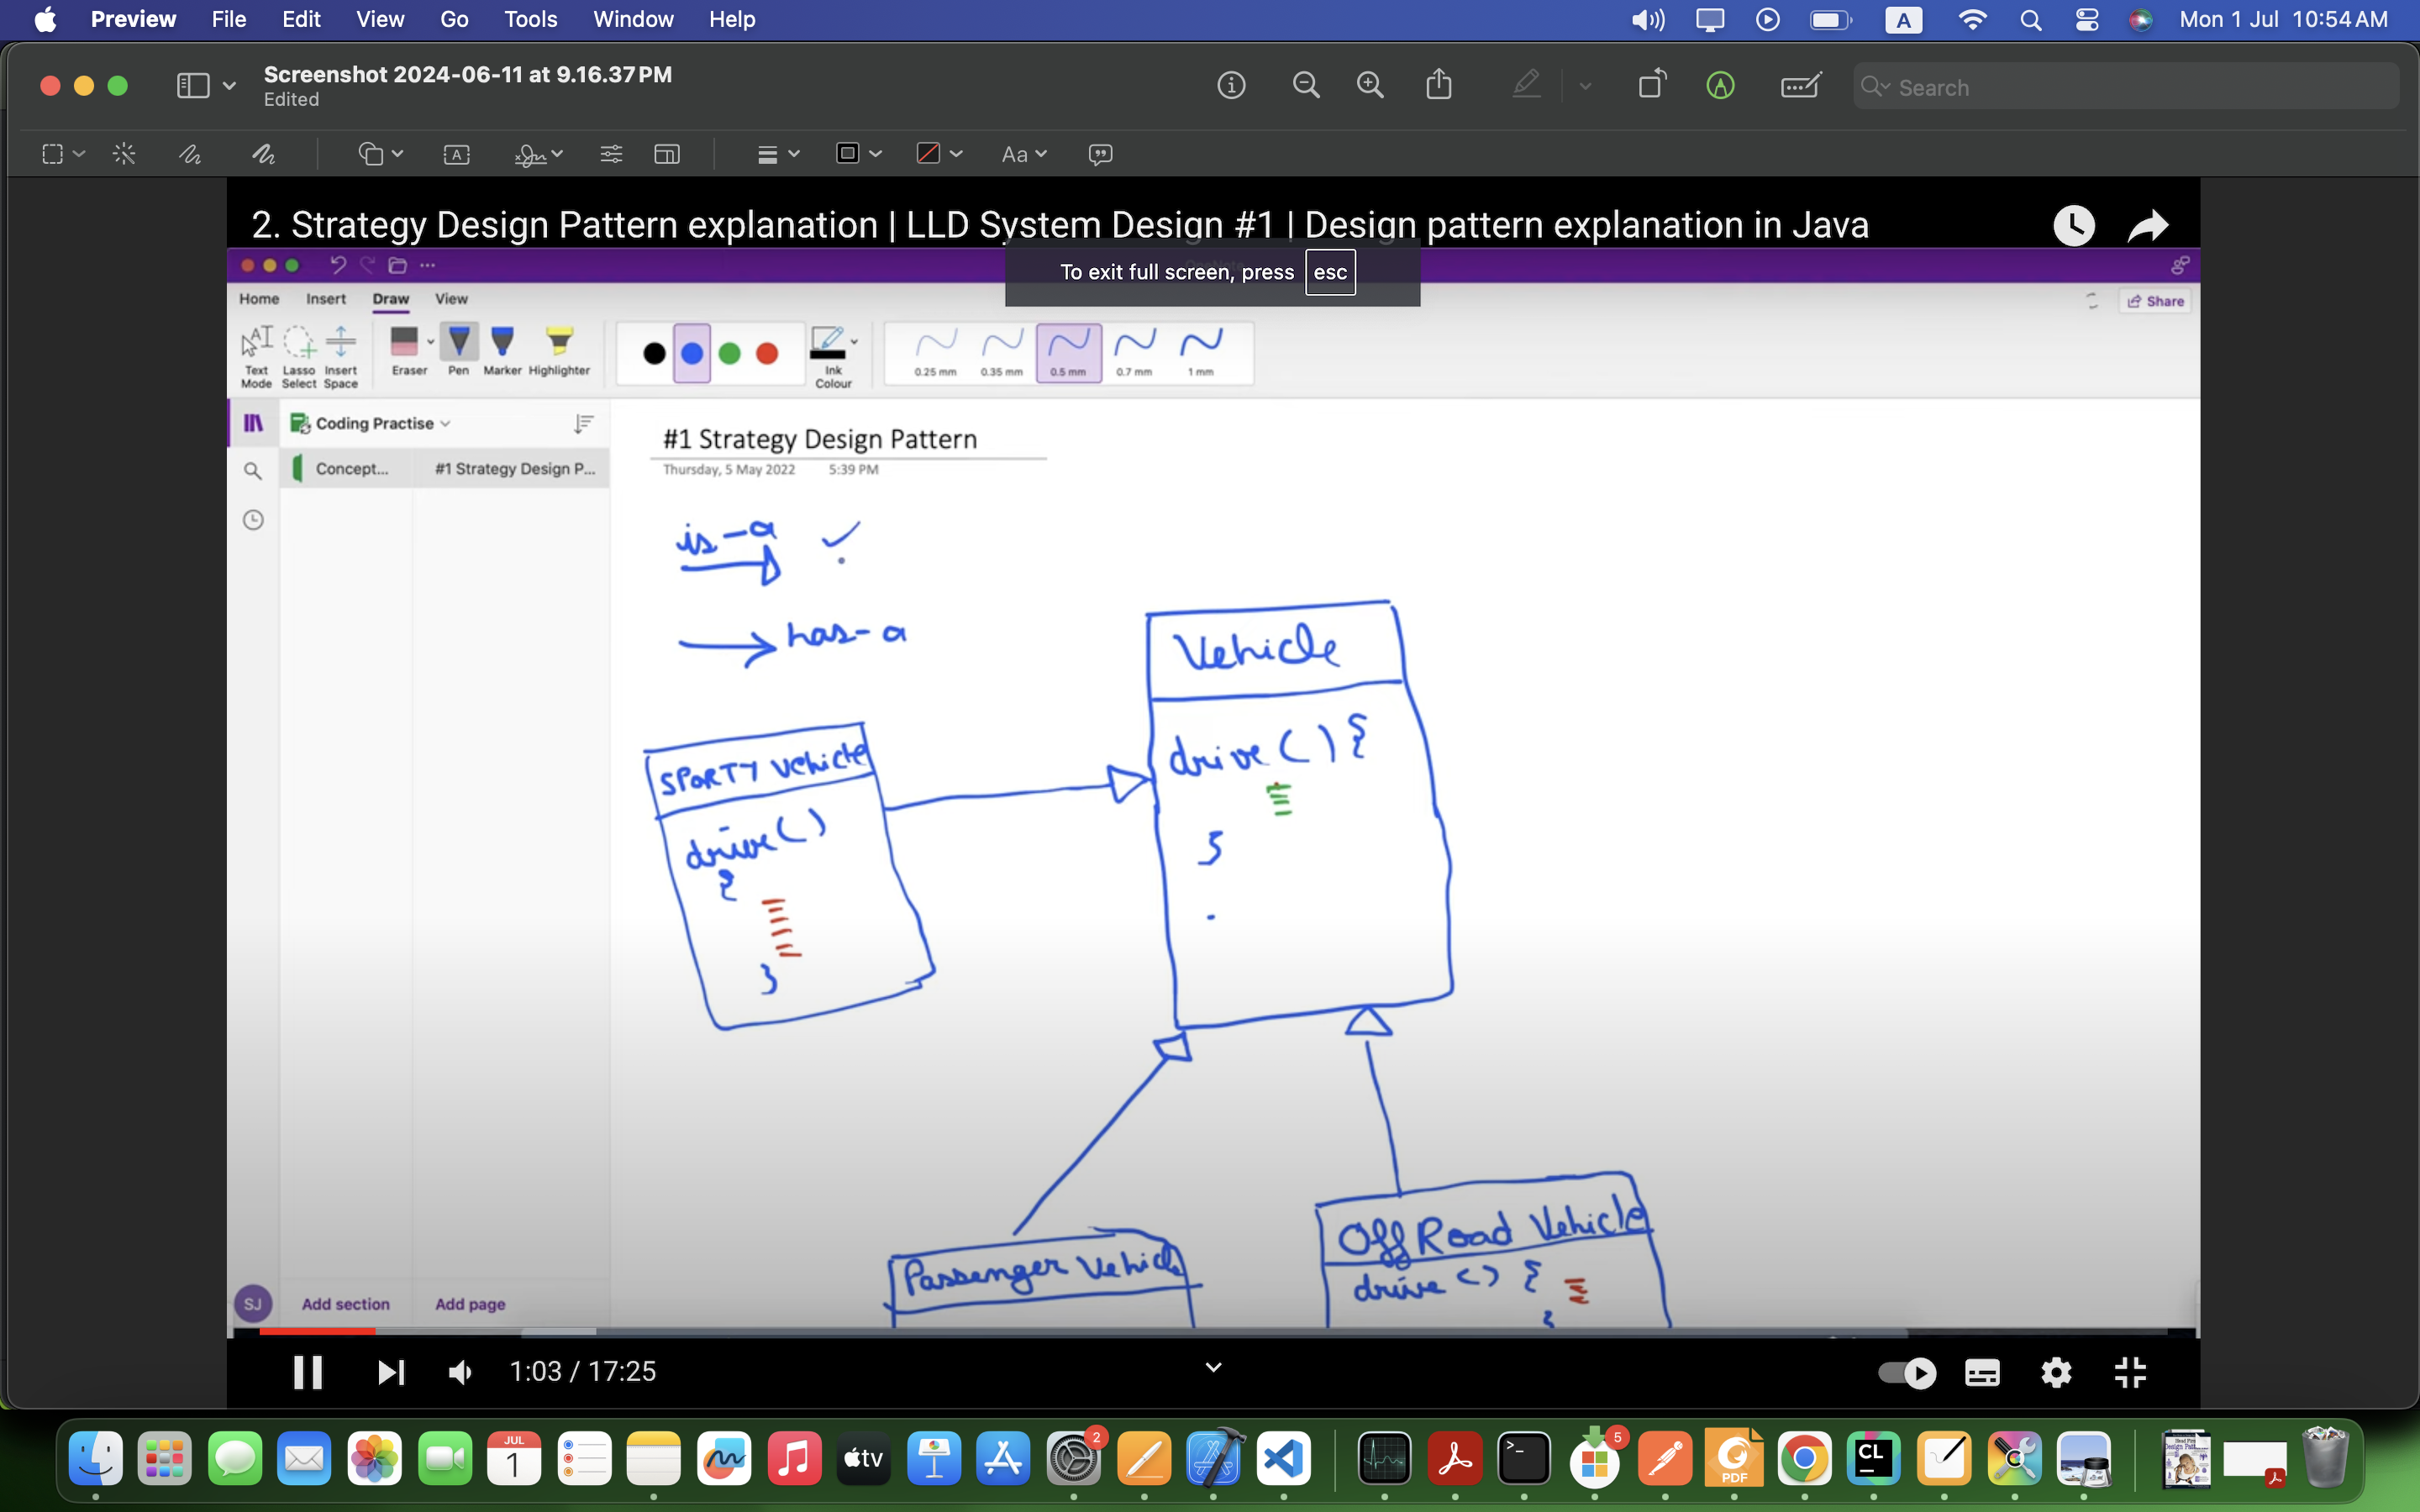 Preview File Edit View Go Tools Window Help A Mon 1 Jul 10:54 AM
Screenshot 2024-06-11 at 9.16.37 PM
Edited
Search
A
Aa
2. Strategy Design Pattern explanation | LLD System Design #1 | Design pattern explanation in Java
To exit full screen, press esc
Home Insert Draw View
Share
Text Mode
Lasso Select
Insert Space
Eraser Pen Marker Highlighter
Ink Colour
0.25 mm 0.35 mm 0.5 mm 0.7 mm 1 mm
Coding Practise
Concept... #1 Strategy Design P...
#1 Strategy Design Pattern
Thursday, 5 May 2022 5:39 PM
is-a
has-a
Vehicle
drive() {
}
SPORTY Vehicle
drive()
{
}
Passenger Vehicle
Off Road Vehicle
drive () {
}
SJ
Add section Add page
1:03 / 17:25
JUL
1
tv
2
>_
5
PDF
CL